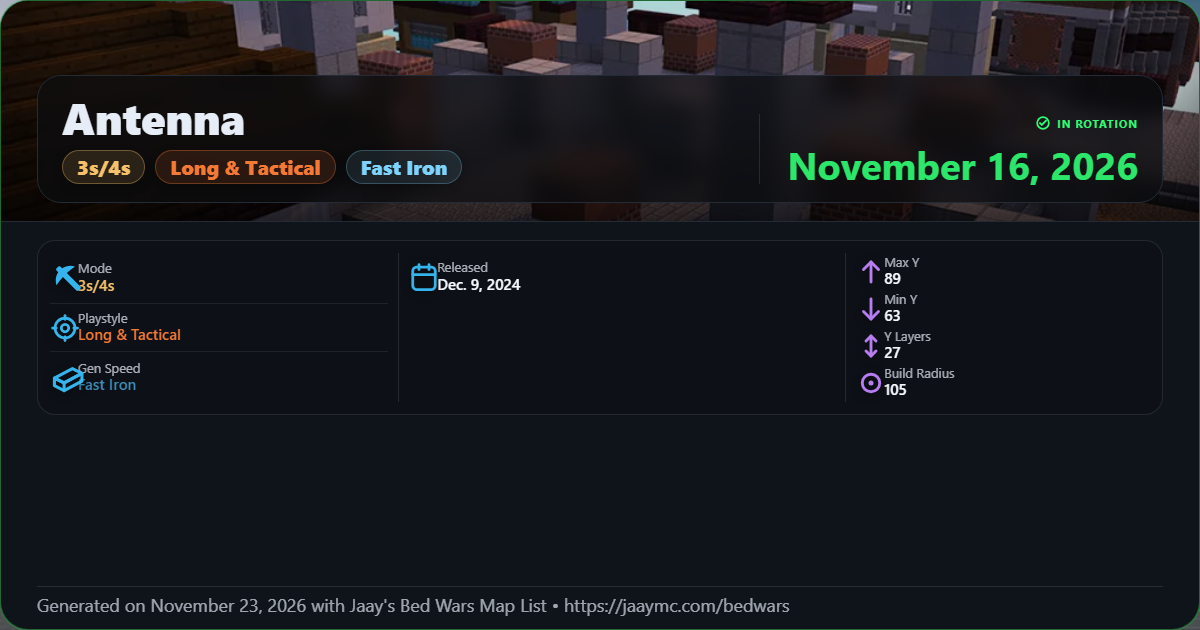 Antenna
3s/4s
Long & Tactical
Fast Iron
IN ROTATION
November 16, 2026
Mode
3s/4s
Playstyle
Long & Tactical
Gen Speed
Fast Iron
Released
Dec. 9, 2024
Max Y
89
Min Y
63
Y Layers
27
Build Radius
105
Generated on November 23, 2026 with Jaay's Bed Wars Map List • https://jaaymc.com/bedwars